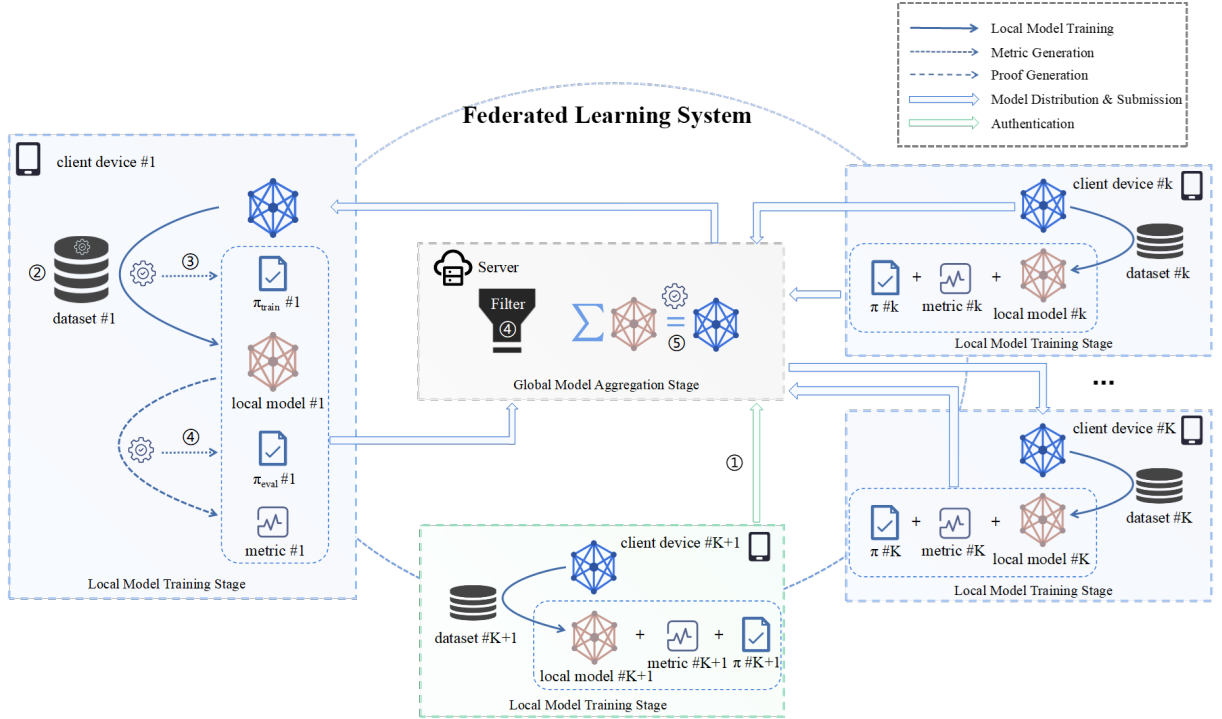 Local Model Training
Metric Generation
Proof Generation
Model Distribution & Submission
Authentication
Federated Learning System
client device #1
②
dataset #1
③
π_train #1
local model #1
④
π_eval #1
metric #1
Local Model Training Stage
Server
Filter
④
Σ
=
⑤
Global Model Aggregation Stage
①
client device #k
dataset #k
+
+
π #k
metric #k
local model #k
Local Model Training Stage
...
client device #K
dataset #K
+
+
π #K
metric #K
local model #K
Local Model Training Stage
client device #K+1
dataset #K+1
+
+
local model #K+1
metric #K+1
π #K+1
Local Model Training Stage